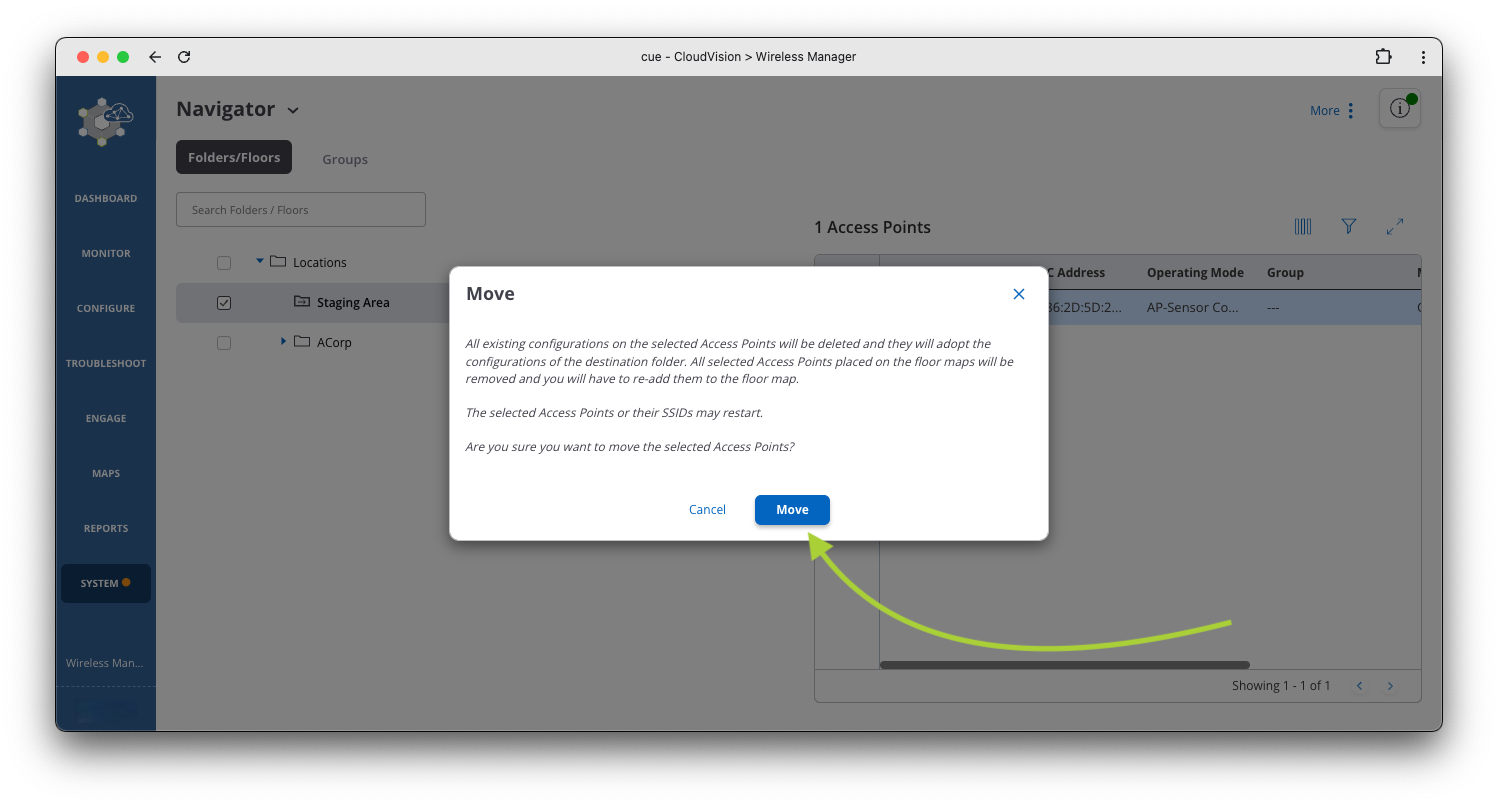 cue - CloudVision > Wireless Manager
Navigator
More
Folders/Floors
Groups
Search Folders / Floors
DASHBOARD
MONITOR
CONFIGURE
TROUBLESHOOT
ENGAGE
MAPS
REPORTS
SYSTEM
Wireless Man...
Locations
Staging Area
ACorp
1 Access Points
C Address Operating Mode Group
36:2D:5D:2... AP-Sensor Co... ---
Move
All existing configurations on the selected Access Points will be deleted and they will adopt the
configurations of the destination folder. All selected Access Points placed on the floor maps will be
removed and you will have to re-add them to the floor map.
The selected Access Points or their SSIDs may restart.
Are you sure you want to move the selected Access Points?
Cancel
Move
Showing 1 - 1 of 1